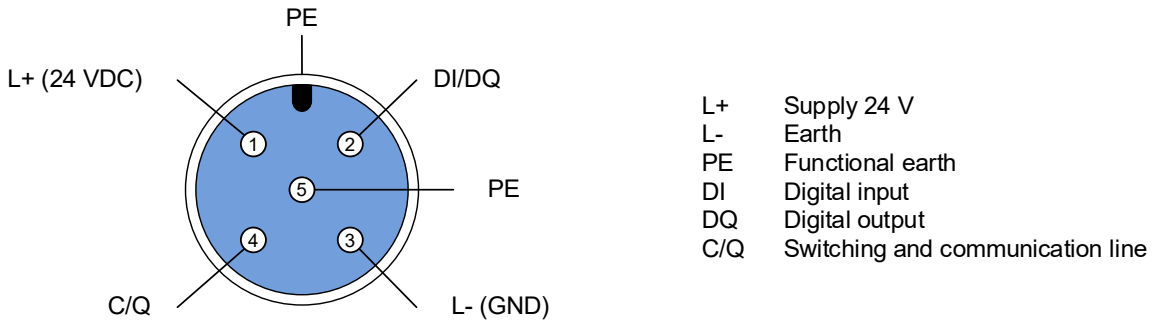 PE
L+ (24 VDC)
DI/DQ
1
2
5
PE
4
3
C/Q
L- (GND)
L+ Supply 24 V
L- Earth
PE Functional earth
DI Digital input
DQ Digital output
C/Q Switching and communication line